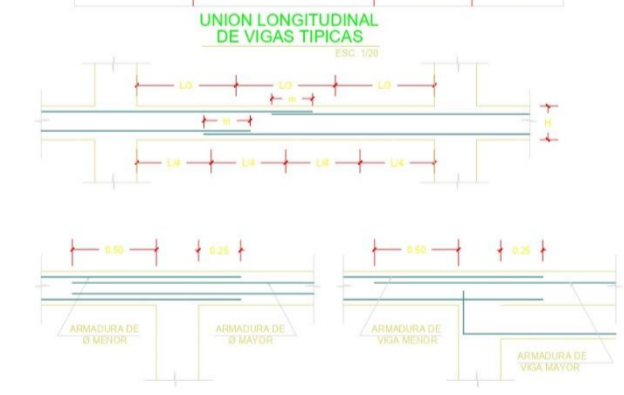 UNION LONGITUDINAL
DE VIGAS TIPICAS
ESC. 1/20
L/3 L/3 L/3
m
m
H
L/4 L/4 L/4 L/4
0.50 0.25 0.50 0.25
ARMADURA DE
Ø MENOR
ARMADURA DE
Ø MAYOR
ARMADURA DE
VIGA MENOR
ARMADURA DE
VIGA MAYOR